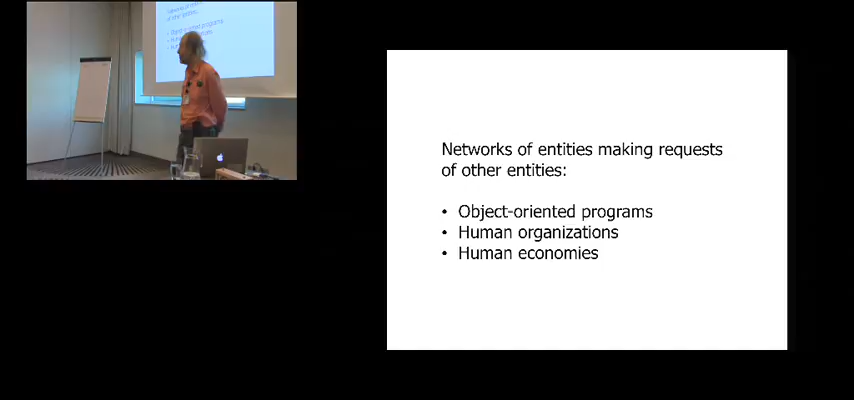 Networks of entities making requests
of other entities:
• Object-oriented programs
• Human organizations
• Human economies